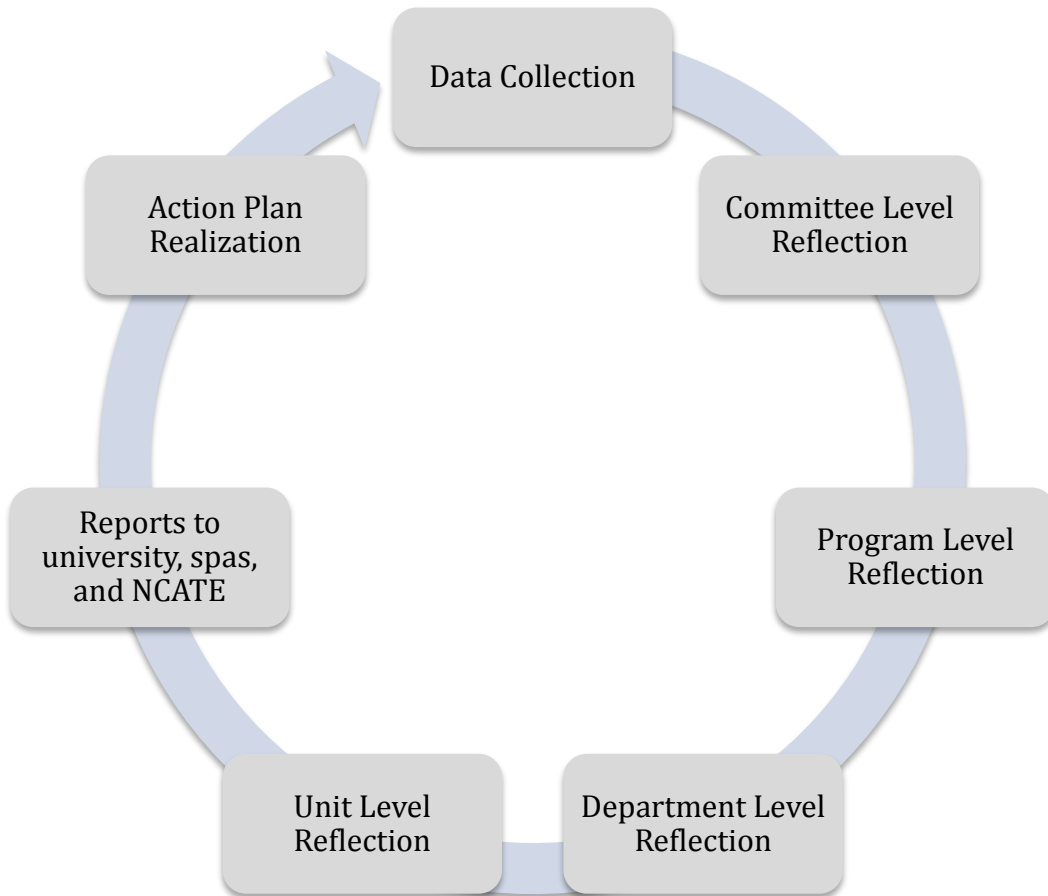 Data Collection
Committee Level
Reflection
Program Level
Reflection
Department Level
Reflection
Unit Level
Reflection
Reports to
university, spas,
and NCATE
Action Plan
Realization